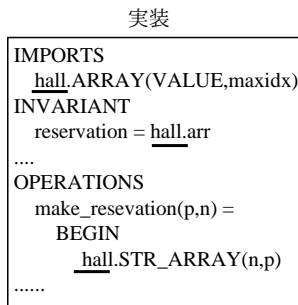 実装
IMPORTS
hall.ARRAY(VALUE,maxidx)
INVARIANT
reservation = hall.arr
....
OPERATIONS
make_resevation(p,n) =
BEGIN
hall.STR_ARRAY(n,p)
......